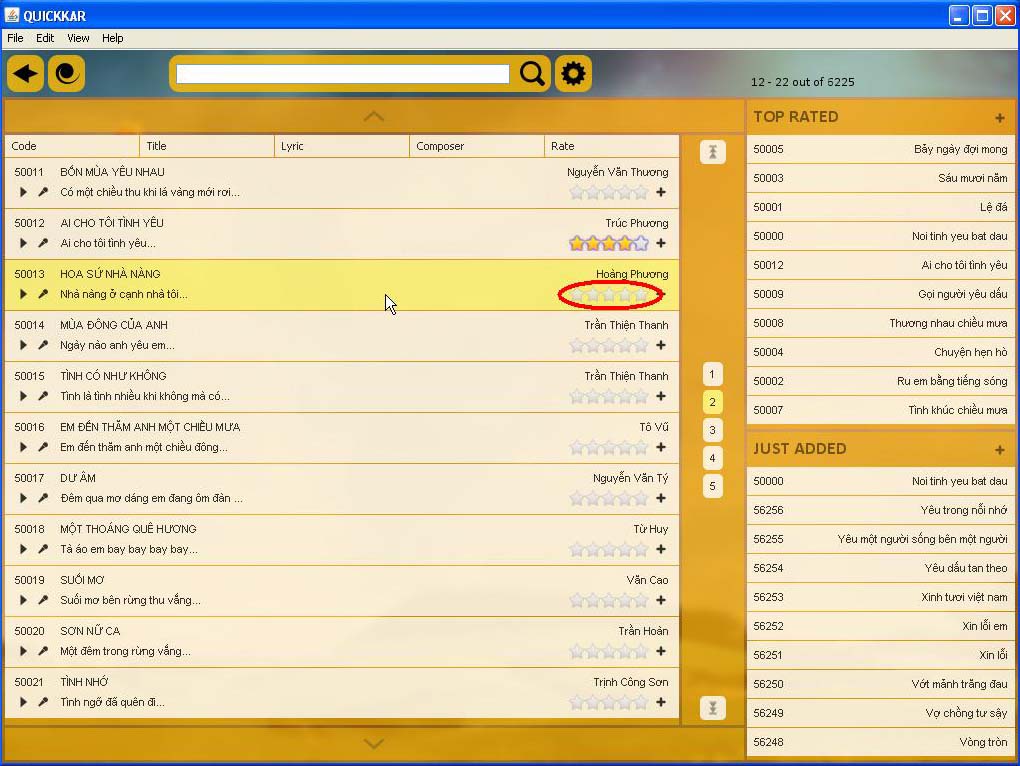 QUICKKAR
File Edit View Help
12 - 22 out of 6225
Code Title Lyric Composer Rate
50011 BỐN MÙA YÊU NHAU Nguyễn Văn Thương
Có một chiều thu khi lá vàng mới rơi...
50012 AI CHO TÔI TÌNH YÊU Trúc Phương
Ai cho tôi tình yêu...
50013 HOA SỨ NHÀ NÀNG Hoàng Phương
Nhà nàng ở cạnh nhà tôi...
50014 MÙA ĐÔNG CỦA ANH Trần Thiện Thanh
Ngày nào anh yêu em...
50015 TÌNH CÓ NHƯ KHÔNG Trần Thiện Thanh
Tình là tình nhiều khi không mà có...
50016 EM ĐẾN THĂM ANH MỘT CHIỀU MƯA Tô Vũ
Em đến thăm anh một chiều đông...
50017 DƯ ÂM Nguyễn Văn Tý
Đêm qua mơ dáng em đang ôm đàn ...
50018 MỘT THOÁNG QUÊ HƯƠNG Từ Huy
Tà áo em bay bay bay bay...
50019 SUỐI MƠ Văn Cao
Suối mơ bên rừng thu vắng...
50020 SƠN NỮ CA Trần Hoàn
Một đêm trong rừng vắng...
50021 TÌNH NHỚ Trịnh Công Sơn
Tình ngỡ đã quên đi...
1
2
3
4
5
TOP RATED +
50005 Bảy ngày đợi mong
50003 Sáu mươi năm
50001 Lệ đá
50000 Noi tinh yeu bat dau
50012 Ai cho tôi tình yêu
50009 Gọi người yêu dấu
50008 Thương nhau chiều mưa
50004 Chuyện hẹn hò
50002 Ru em bằng tiếng sóng
50007 Tình khúc chiều mưa
JUST ADDED +
50000 Noi tinh yeu bat dau
56256 Yêu trong nỗi nhớ
56255 Yêu một người sống bên một người
56254 Yêu dấu tan theo
56253 Xinh tươi việt nam
56252 Xin lỗi em
56251 Xin lỗi
56250 Vớt mảnh trăng đau
56249 Vợ chồng tư sậy
56248 Vòng tròn